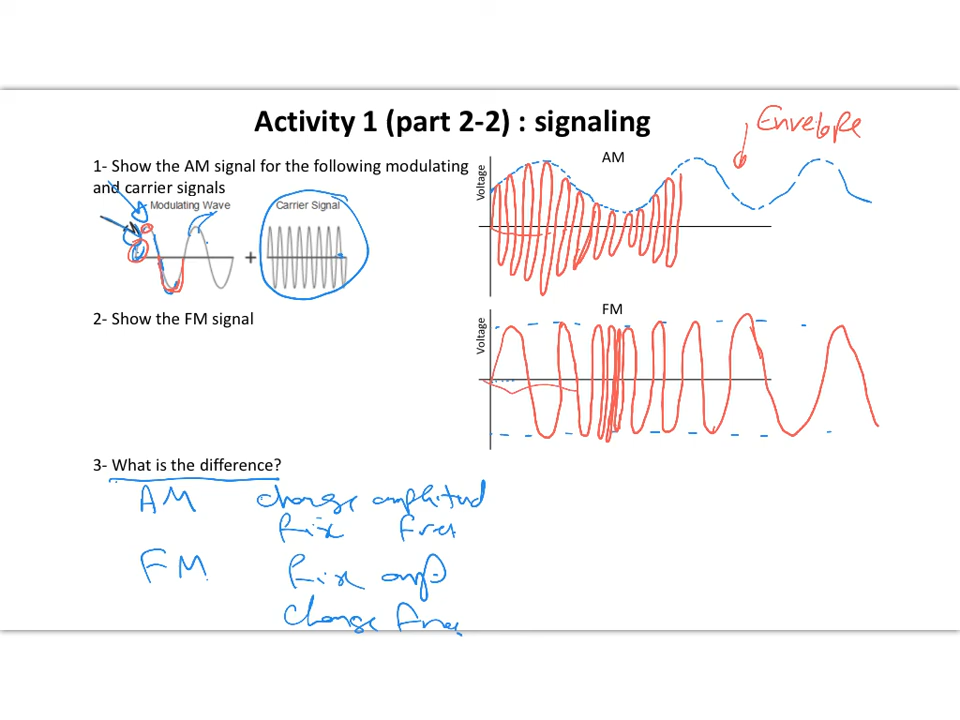 Activity 1 (part 2-2) : signaling
Envelope
1- Show the AM signal for the following modulating
and carrier signals
Modulating Wave
Carrier Signal
+
AM
Voltage
2- Show the FM signal
FM
Voltage
3- What is the difference?
AM change amplitud
Fix Freq
FM Fix amp
change Freq